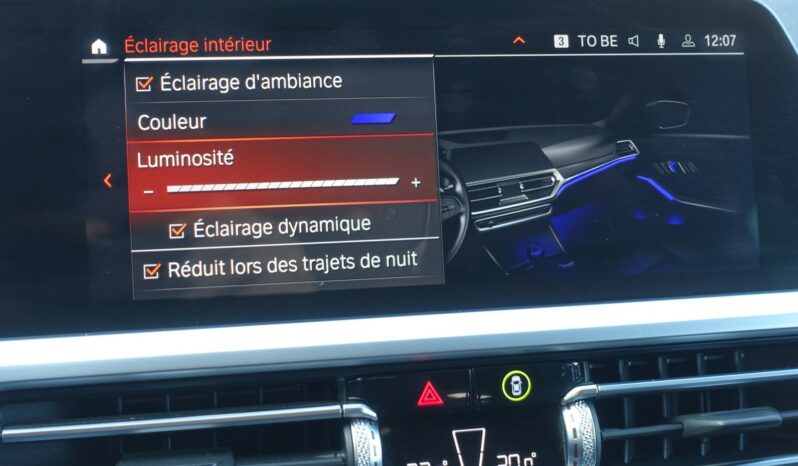 Éclairage intérieur
3 TO BE 12:07
Éclairage d'ambiance
Couleur
Luminosité
– +
Éclairage dynamique
Réduit lors des trajets de nuit